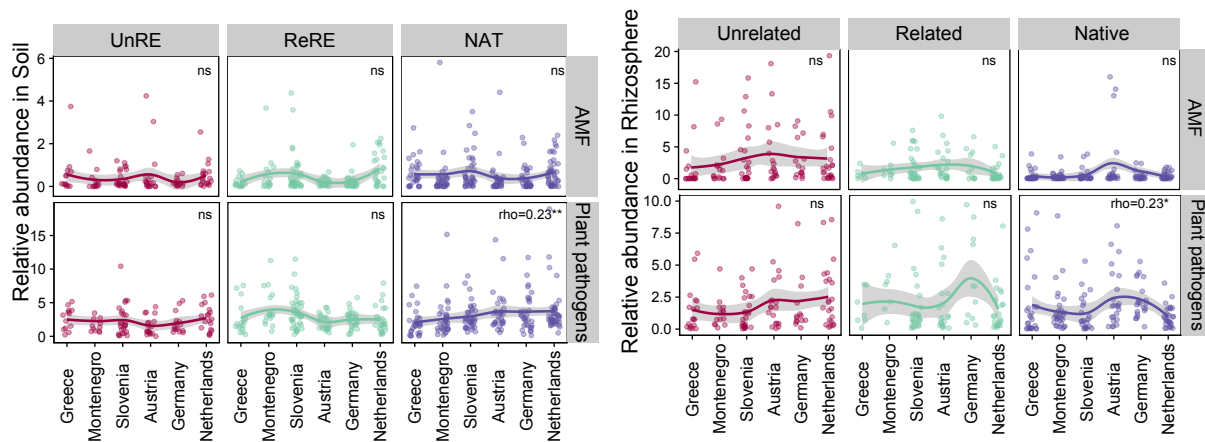 UnRE ReRE NAT
Relative abundance in Soil
6
4
2
0
ns ns ns
AMF
15
10
5
0
ns ns rho=0.23**
Plant pathogens
Greece Montenegro Slovenia Austria Germany Netherlands
Greece Montenegro Slovenia Austria Germany Netherlands
Greece Montenegro Slovenia Austria Germany Netherlands
Unrelated Related Native
Relative abundance in Rhizosphere
20
15
10
5
0
ns ns ns
AMF
10.0
7.5
5.0
2.5
0.0
ns ns rho=0.23*
Plant pathogens
Greece Montenegro Slovenia Austria Germany Netherlands
Greece Montenegro Slovenia Austria Germany Netherlands
Greece Montenegro Slovenia Austria Germany Netherlands